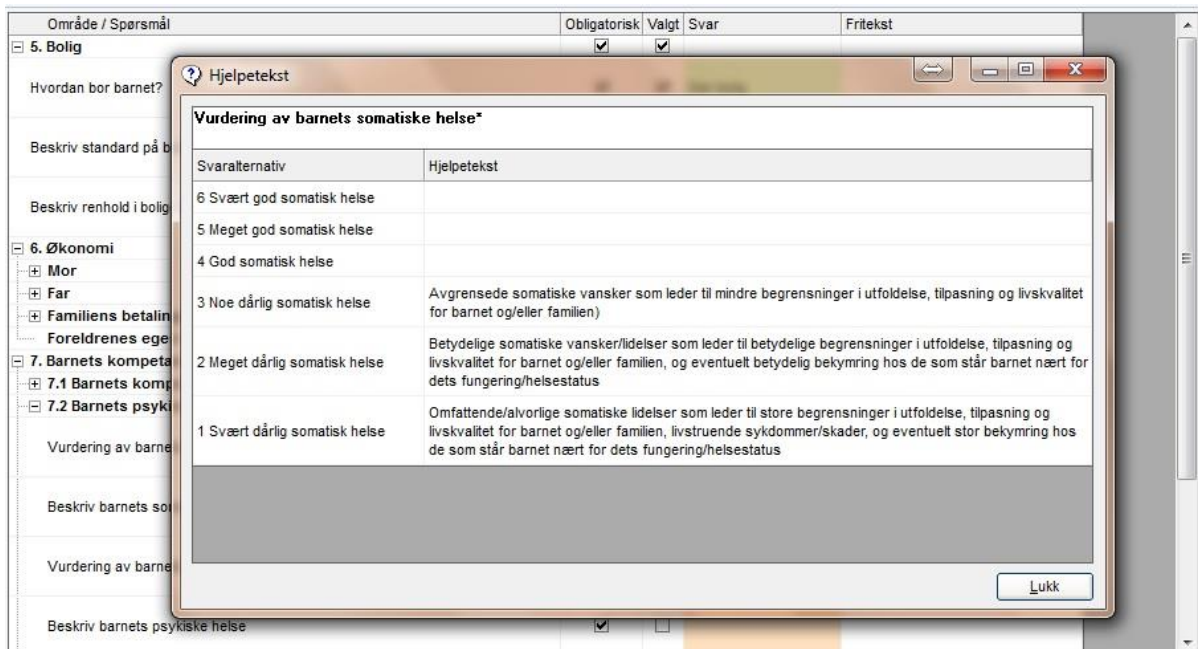 Område / Spørsmål Obligatorisk Valgt Svar Fritekst
5. Bolig
Hvordan bor barnet?
Beskriv standard på b
Beskriv renhold i bolig
6. Økonomi
Mor
Far
Familiens betalin
Foreldrenes ege
7. Barnets kompeta
7.1 Barnets komp
7.2 Barnets psyki
Vurdering av barne
Beskriv barnets so
Vurdering av barne
Beskriv barnets psykiske helse
Hjelpetekst
Vurdering av barnets somatiske helse*
Svaralternativ Hjelpetekst
6 Svært god somatisk helse
5 Meget god somatisk helse
4 God somatisk helse
3 Noe dårlig somatisk helse
Avgrensede somatiske vansker som leder til mindre begrensninger i utfoldelse, tilpasning og livskvalitet
for barnet og/eller familien)
2 Meget dårlig somatisk helse
Betydelige somatiske vansker/lidelser som leder til betydelige begrensninger i utfoldelse, tilpasning og
livskvalitet for barnet og/eller familien, og eventuelt betydelig bekymring hos de som står barnet nært for
dets fungering/helsestatus
1 Svært dårlig somatisk helse
Omfattende/alvorlige somatiske lidelser som leder til store begrensninger i utfoldelse, tilpasning og
livskvalitet for barnet og/eller familien, livstruende sykdommer/skader, og eventuelt stor bekymring hos
de som står barnet nært for dets fungering/helsestatus
Lukk